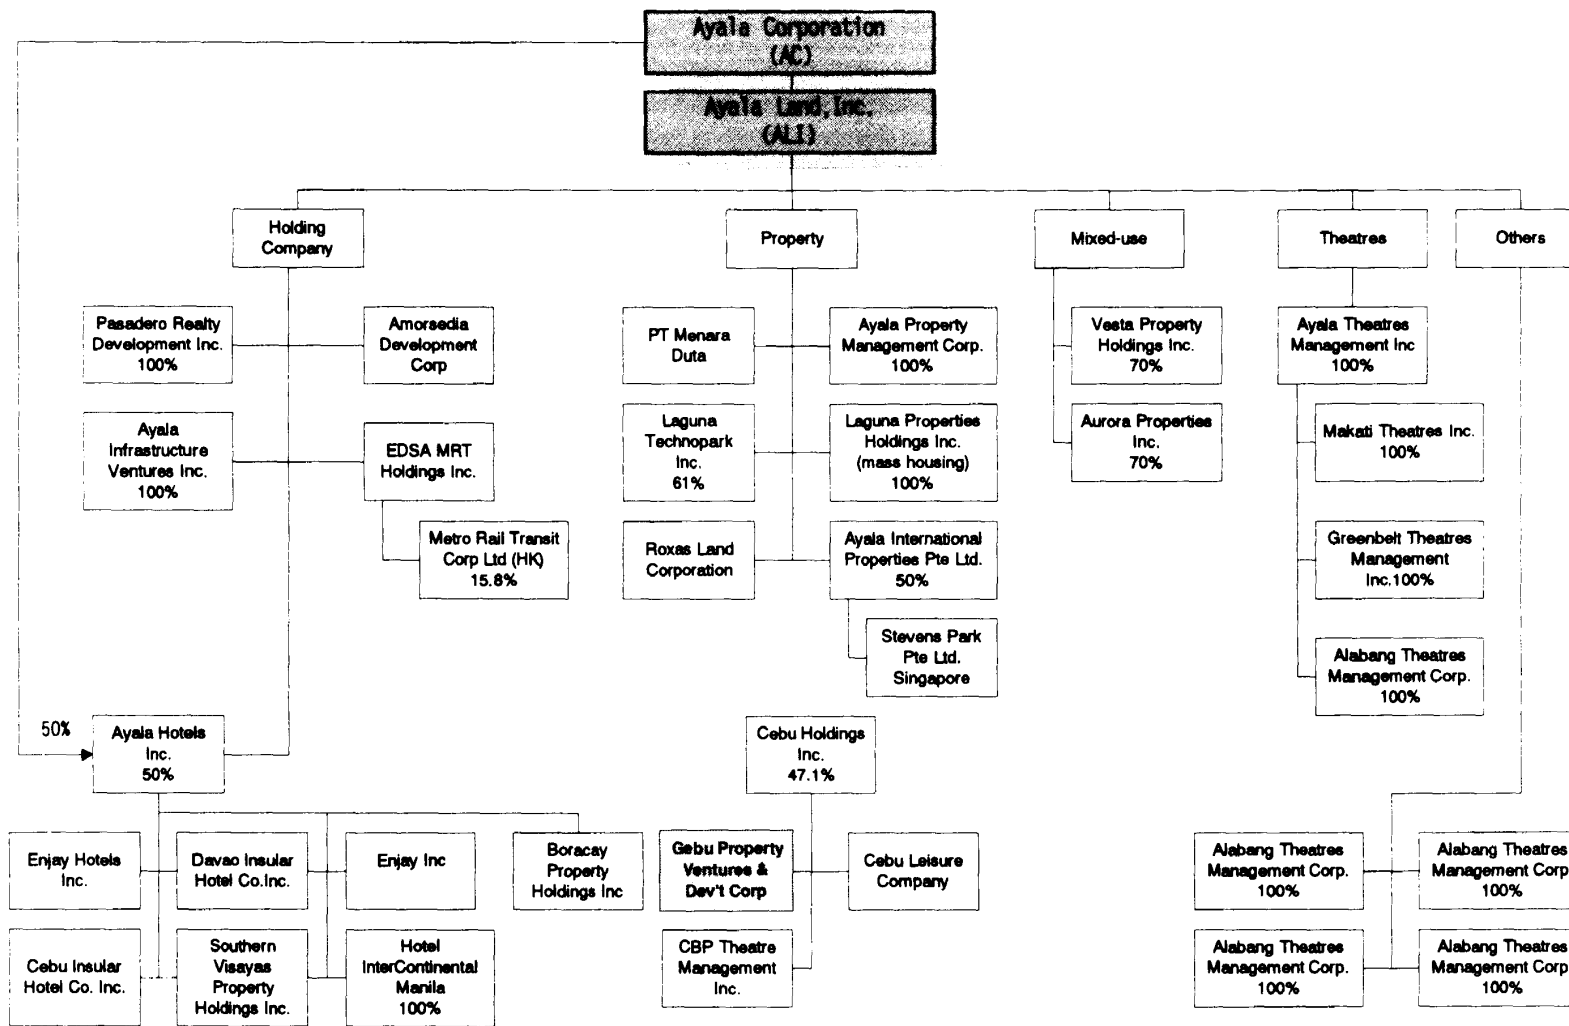 Ayala Corporation
(AC)
Ayala Land,Inc.
(ALI)
Holding
Company
Property
Mixed-use
Theatres
Others
Pasadero Realty
Development Inc.
100%
Amorsedia
Development
Corp
PT Menara
Duta
Ayala Property
Management Corp.
100%
Vesta Property
Holdings Inc.
70%
Ayala Theatres
Management Inc
100%
Ayala
Infrastructure
Ventures Inc.
100%
EDSA MRT
Holdings Inc.
Laguna
Technopark
Inc.
61%
Laguna Properties
Holdings Inc.
(mass housing)
100%
Aurora Properties
Inc.
70%
Makati Theatres Inc.
100%
Metro Rail Transit
Corp Ltd (HK)
15.8%
Roxas Land
Corporation
Ayala International
Properties Pte Ltd.
50%
Greenbelt Theatres
Management
Inc.100%
Stevens Park
Pte Ltd.
Singapore
Alabang Theatres
Management Corp.
100%
50%
Ayala Hotels
Inc.
50%
Cebu Holdings
Inc.
47.1%
Enjay Hotels
Inc.
Davao Insular
Hotel Co.Inc.
Enjay Inc
Boracay
Property
Holdings Inc
Gebu Property
Ventures &
Dev't Corp
Cebu Leisure
Company
Alabang Theatres
Management Corp.
100%
Alabang Theatres
Management Corp
100%
Cebu Insular
Hotel Co. Inc.
Southern
Visayas
Property
Holdings Inc.
Hotel
InterContinental
Manila
100%
CBP Theatre
Management
Inc.
Alabang Theatres
Management Corp.
100%
Alabang Theatres
Management Corp
100%